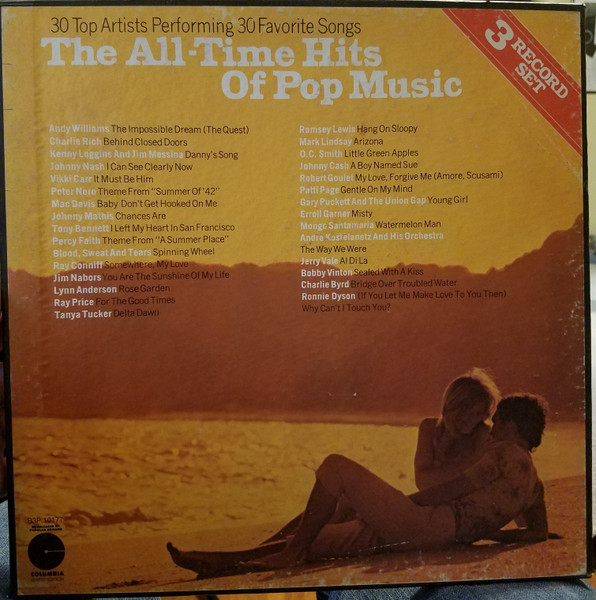 30 Top Artists Performing 30 Favorite Songs
The All-Time Hits
Of Pop Music
3 RECORD
SET
Andy Williams The Impossible Dream (The Quest)
Charlie Rich Behind Closed Doors
Kenny Loggins And Jim Messina Danny's Song
Johnny Nash I Can See Clearly Now
Vikki Carr It Must Be Him
Peter Nero Theme From "Summer Of '42"
Mac Davis Baby Don't Get Hooked On Me
Johnny Mathis Chances Are
Tony Bennett I Left My Heart In San Francisco
Percy Faith Theme From "A Summer Place"
Blood, Sweat And Tears Spinning Wheel
Ray Conniff Somewhere, My Love
Jim Nabors You Are The Sunshine Of My Life
Lynn Anderson Rose Garden
Ray Price For The Good Times
Tanya Tucker Delta Dawn
Ramsey Lewis Hang On Sloopy
Mark Lindsay Arizona
O.C. Smith Little Green Apples
Johnny Cash A Boy Named Sue
Robert Goulet My Love, Forgive Me (Amore, Scusami)
Patti Page Gentle On My Mind
Gary Puckett And The Union Gap Young Girl
Erroll Garner Misty
Mongo Santamaria Watermelon Man
Andre Kostelanetz And His Orchestra
The Way We Were
Jerry Vale Al Di La
Bobby Vinton Sealed With A Kiss
Charlie Byrd Bridge Over Troubled Water
Ronnie Dyson (If You Let Me Make Love To You Then)
Why Can't I Touch You?
COLUMBIA